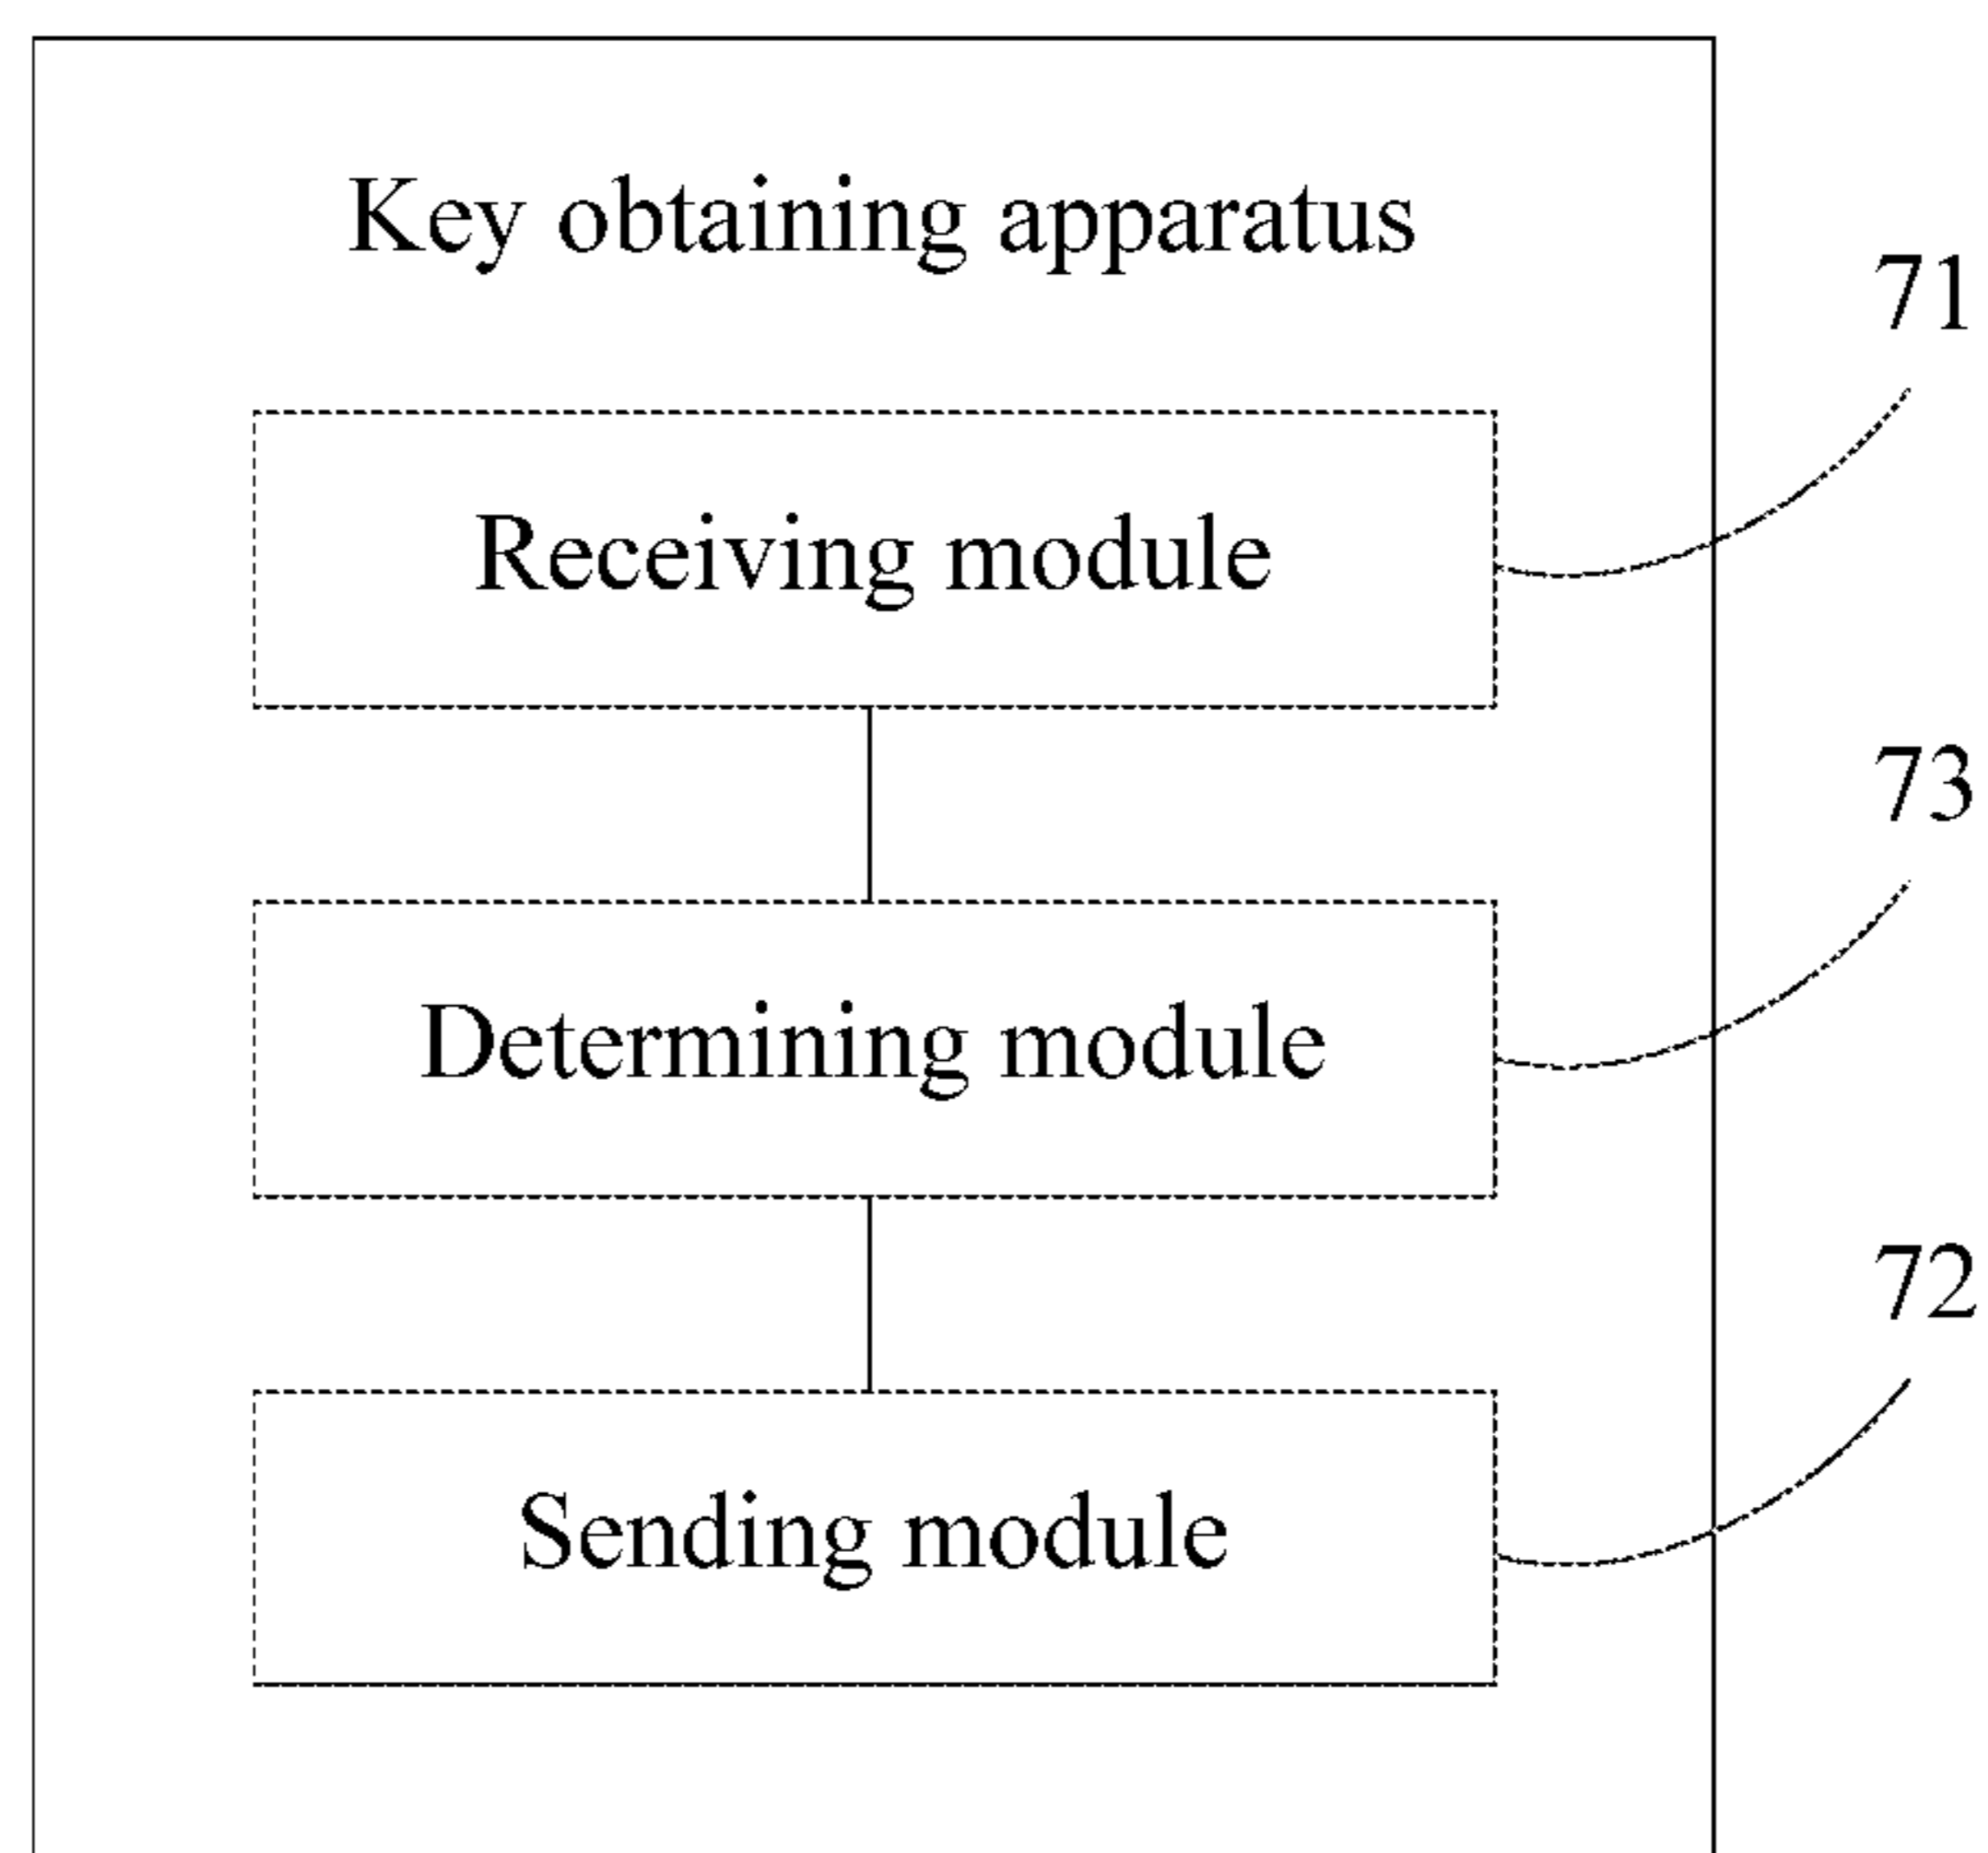 Key obtaining apparatus
71
Receiving module
73
Determining module
72
Sending module